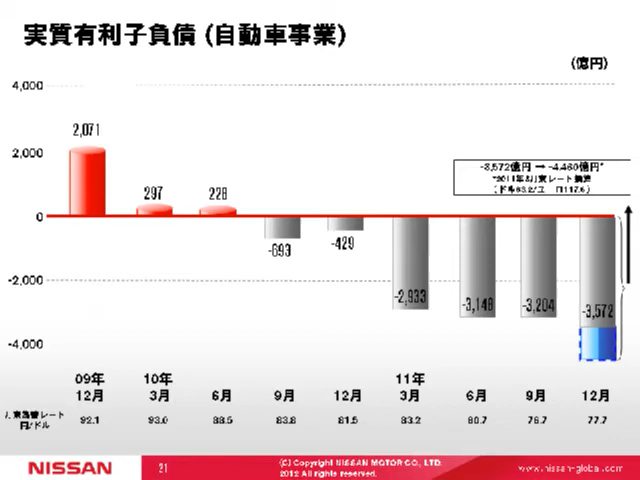 実質有利子負債 (自動車事業)
(億円)
4,000
2,071
2,000
-3,572億円 → -4,460億円*
297
228
0
-693
-429
-2,000
-2,933
-3,148
-3,204
-3,572
-4,000
09年 10年 11年
12月 3月 6月 9月 12月 3月 6月 9月 12月
円/ドル 92.1 93.0 88.5 83.8 81.5 83.2 80.7 76.7 77.7
NISSAN 21 (C) Copyright NISSAN MOTOR CO., LTD. www.nissan-global.com
2012 All rights reserved.